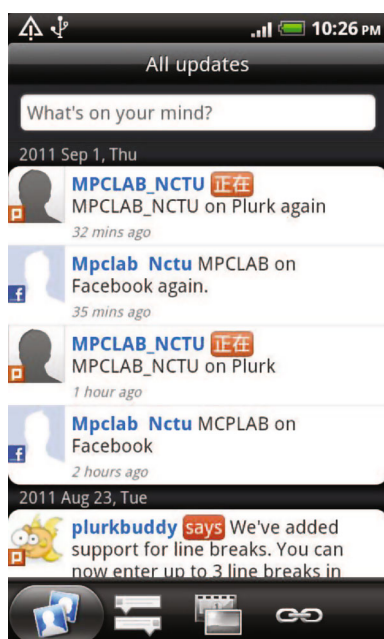 10:26 PM
All updates
What's on your mind?
2011 Sep 1, Thu
MPCLAB_NCTU 正在
MPCLAB_NCTU on Plurk again
32 mins ago
Mpclab Nctu MPCLAB on
Facebook again.
35 mins ago
MPCLAB_NCTU 正在
MPCLAB_NCTU on Plurk
1 hour ago
Mpclab Nctu MCPLAB on
Facebook
2 hours ago
2011 Aug 23, Tue
plurkbuddy says We've added
support for line breaks. You can
now enter up to 3 line breaks in